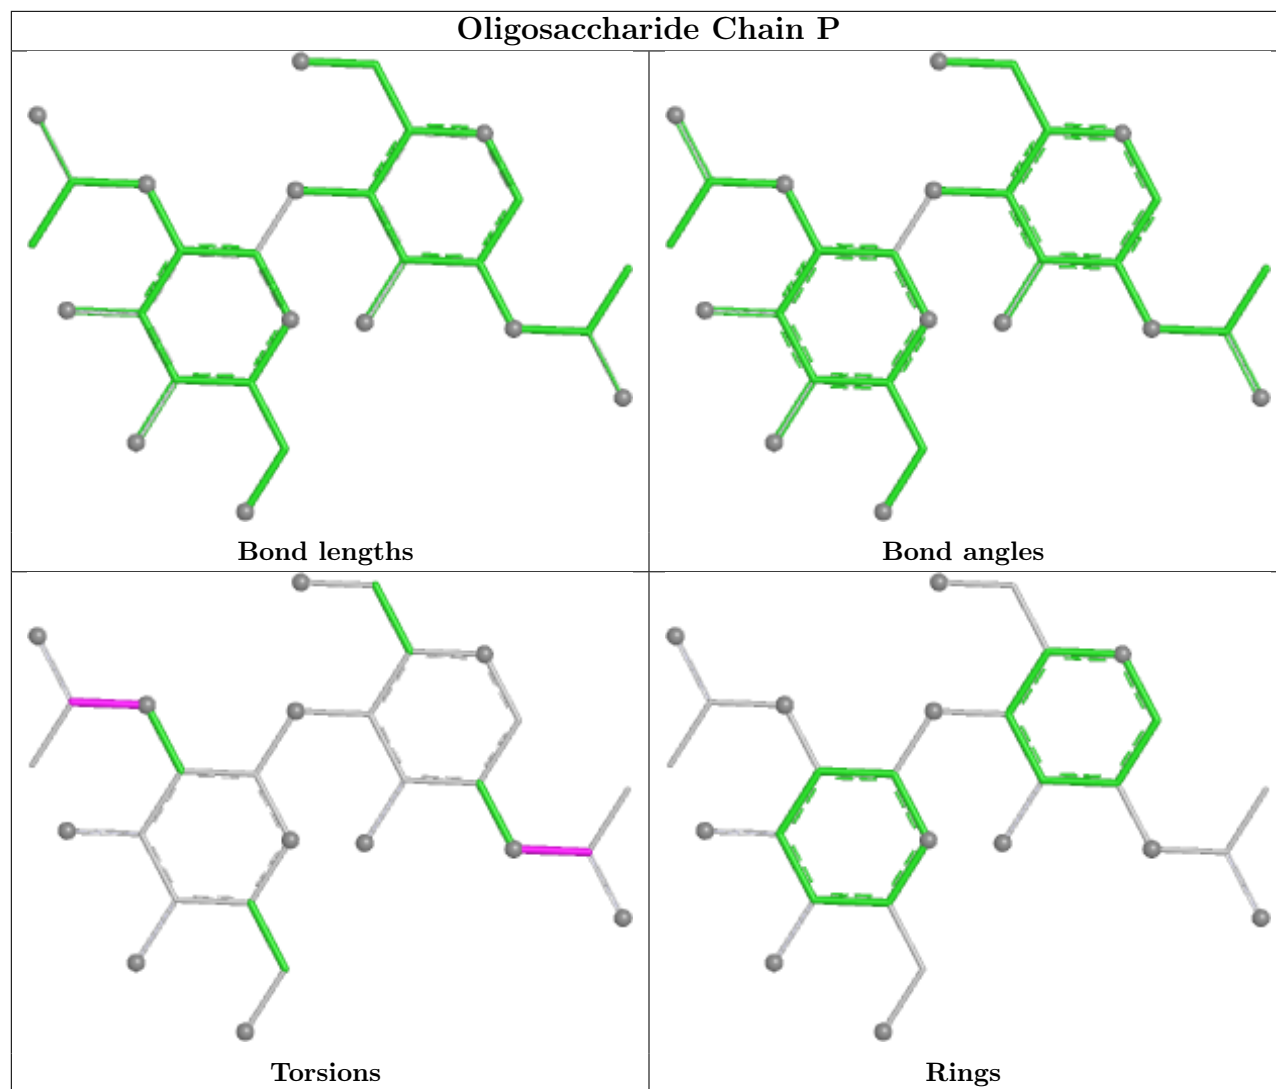 Oligosaccharide Chain P
Bond lengths
Bond angles
Torsions
Rings